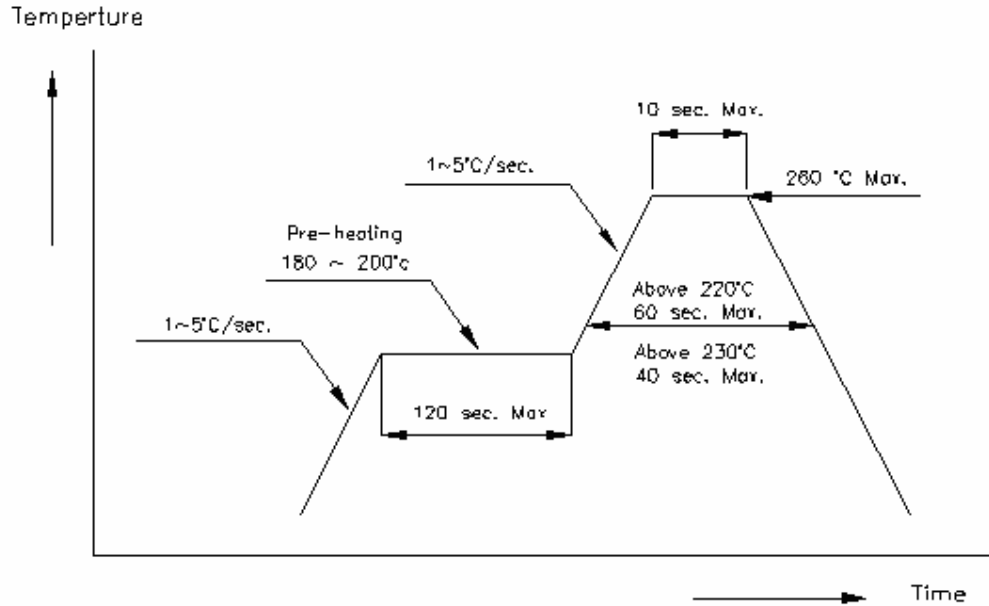 Temperture
10 sec. Max.
1~5°C/sec.
260 °C Max.
Pre-heating
180 ~ 200°c
Above 220°C
60 sec. Max.
1~5°C/sec.
Above 230°C
40 sec. Max.
120 sec. Max
Time